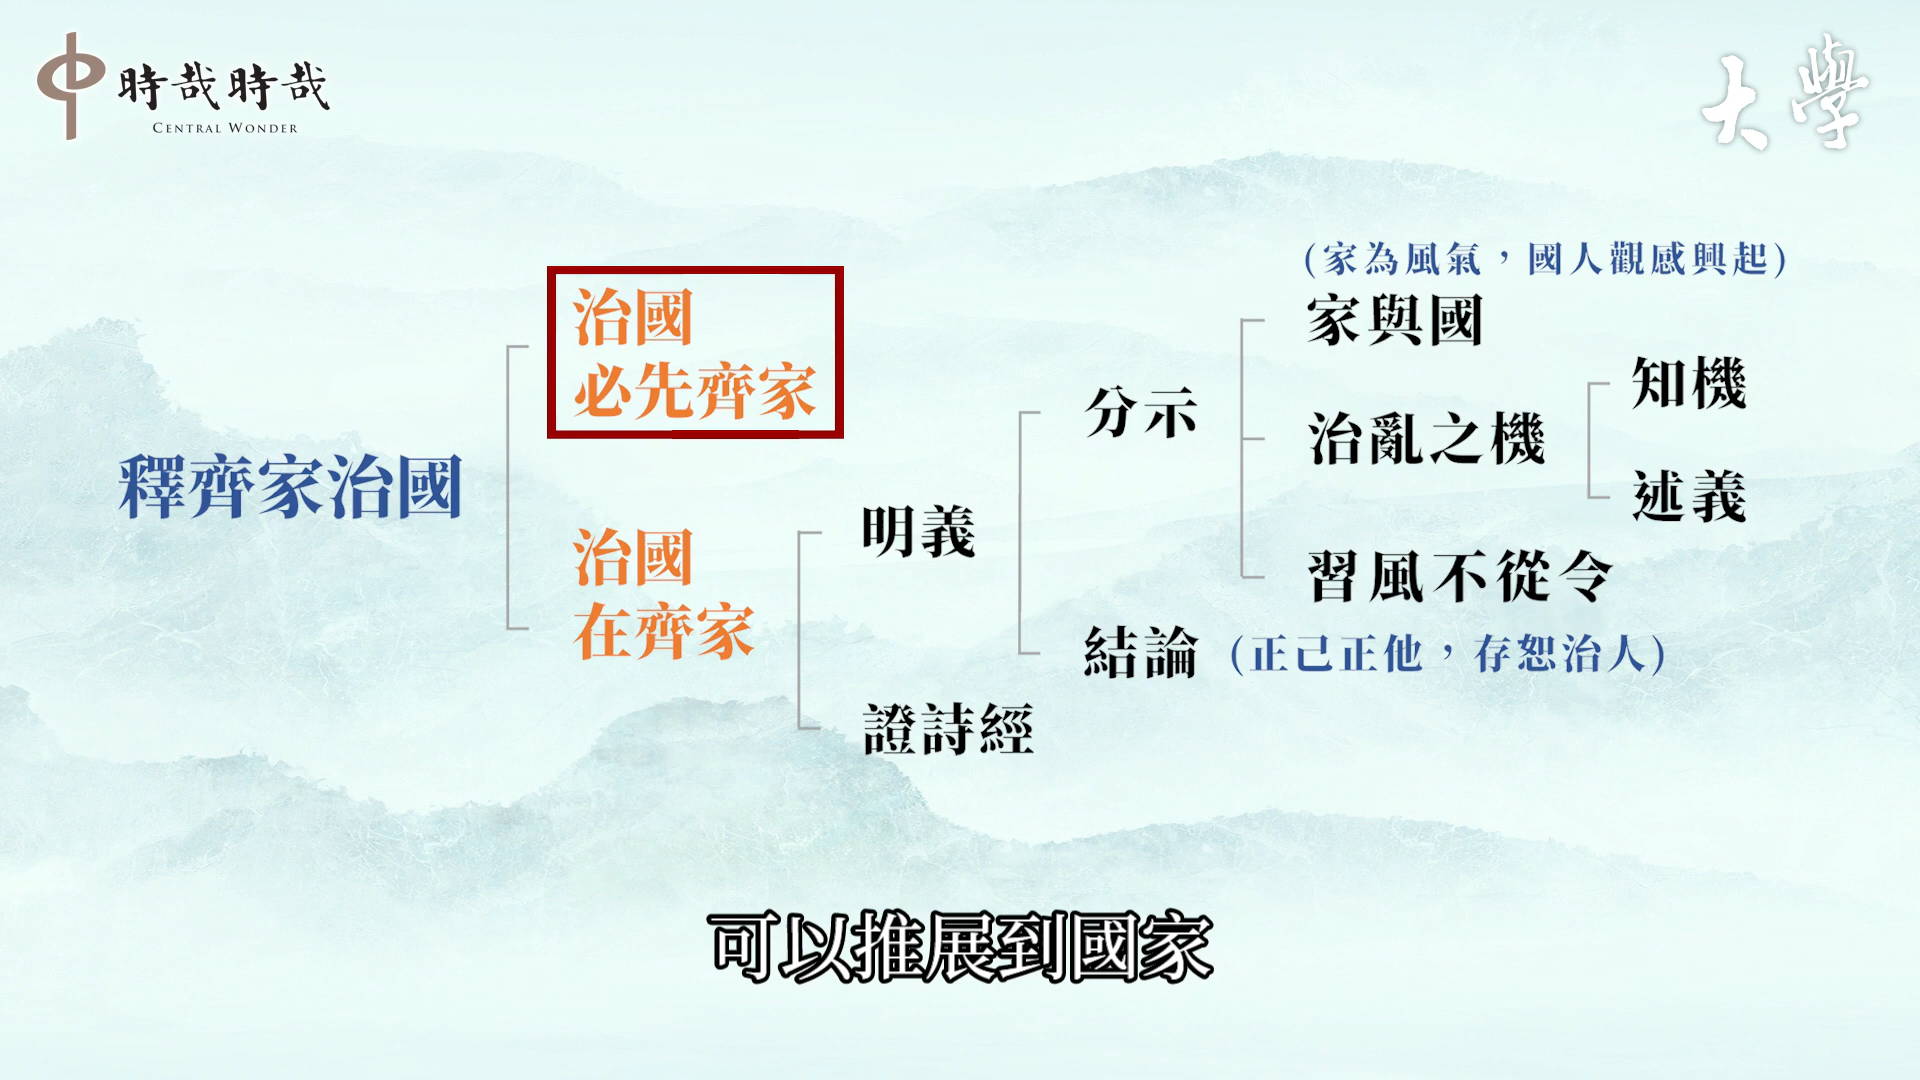 時哉時哉
CENTRAL WONDER
大學
釋齊家治國
治國
必先齊家
治國
在齊家
明義
證詩經
分示
結論 (正己正他，存恕治人)
(家為風氣，國人觀感興起)
家與國
治亂之機
習風不從令
知機
述義
可以推展到國家